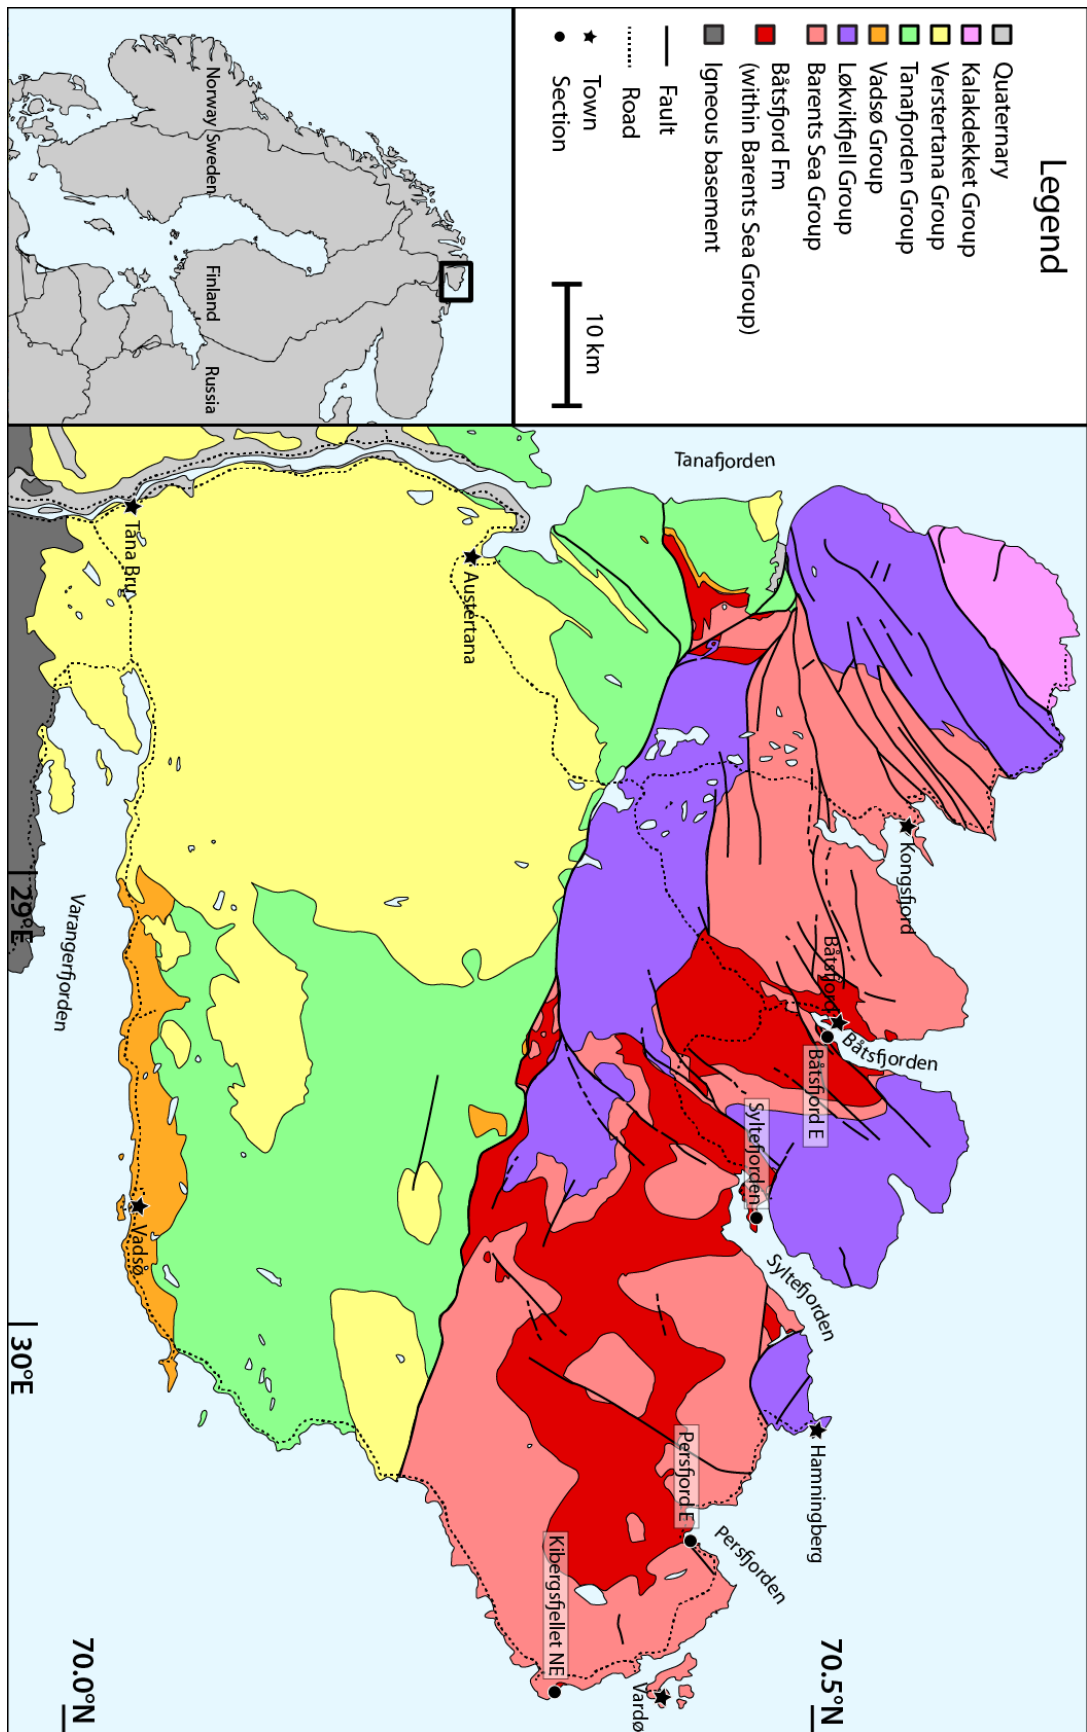 Legend
Quaternary
Kalakdekket Group
Verstertana Group
Tanafjorden Group
Vadsø Group
Løkvikfjell Group
Barents Sea Group
Båtsfjord Fm
(within Barents Sea Group)
Igneous basement
Fault
Road
Town
Section
10 km
Norway
Sweden
Finland
Russia
Tanafjorden
Tana Bru
Austertana
Kongsfjord
Båtsfjord
Båtsfjorden
Båtsfjord E
Syltefjorden
Syltefjorden
Hamningberg
Persfjord E
Persfjorden
Kibergsfjellet NE
Vardø
Vadsø
Varangerfjorden
29°E
30°E
70.0°N
70.5°N